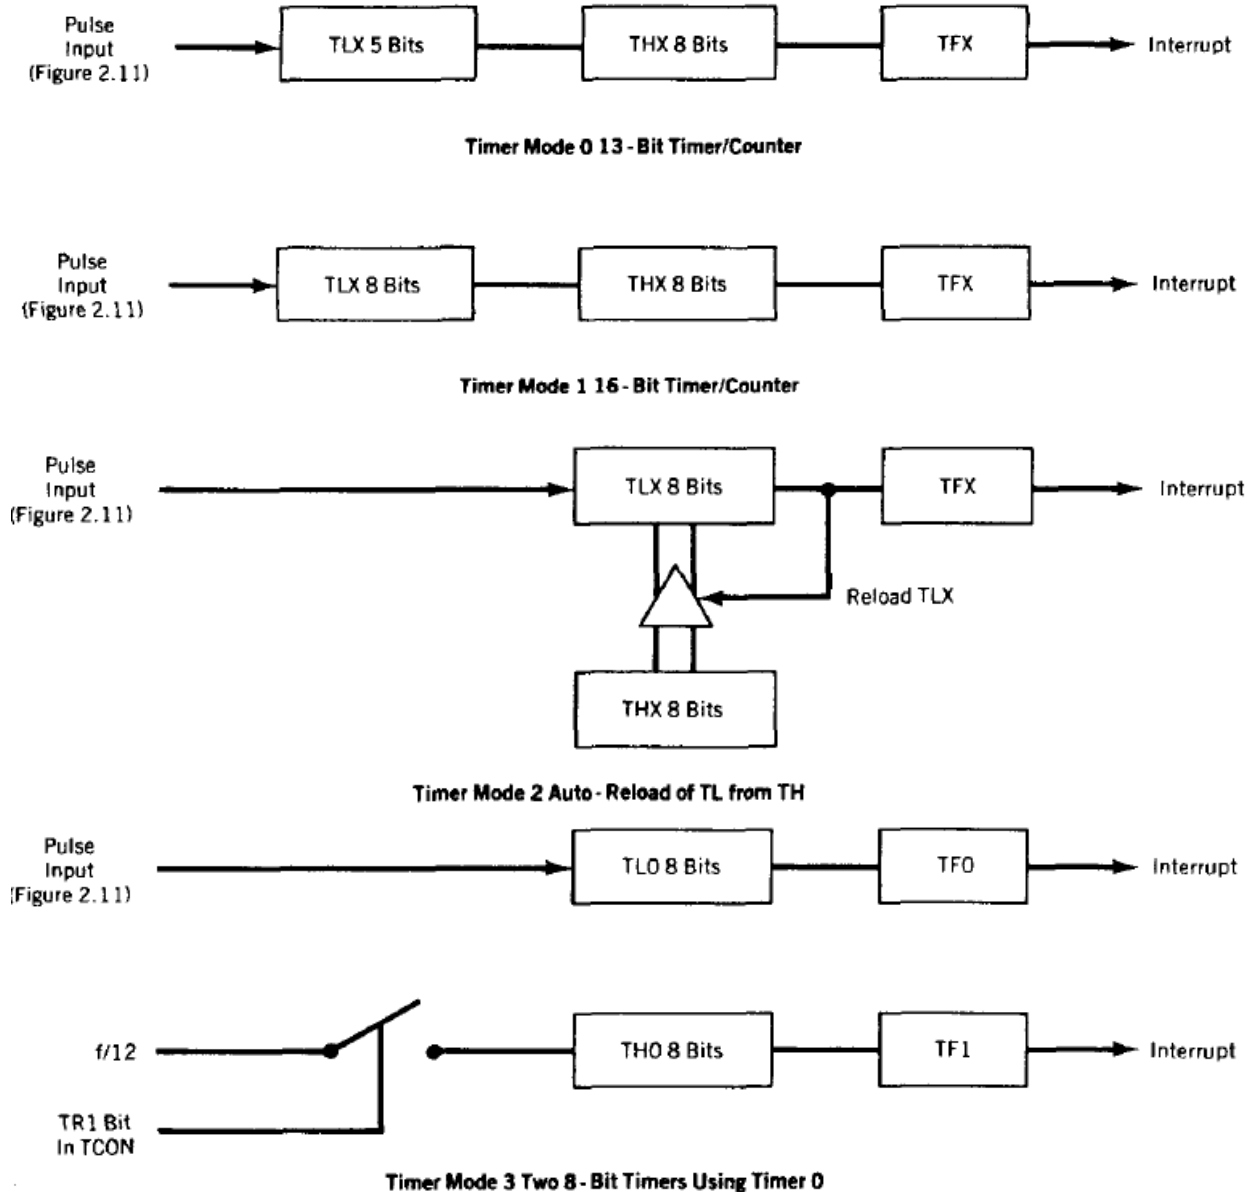 Pulse
Input
(Figure 2.11)
TLX 5 Bits
THX 8 Bits
TFX
Interrupt
Timer Mode 0 13-Bit Timer/Counter
Pulse
Input
(Figure 2.11)
TLX 8 Bits
THX 8 Bits
TFX
Interrupt
Timer Mode 1 16-Bit Timer/Counter
Pulse
Input
(Figure 2.11)
TLX 8 Bits
TFX
Interrupt
Reload TLX
THX 8 Bits
Timer Mode 2 Auto-Reload of TL from TH
Pulse
Input
(Figure 2.11)
TL0 8 Bits
TF0
Interrupt
f/12
TH0 8 Bits
TF1
Interrupt
TR1 Bit
In TCON
Timer Mode 3 Two 8-Bit Timers Using Timer 0